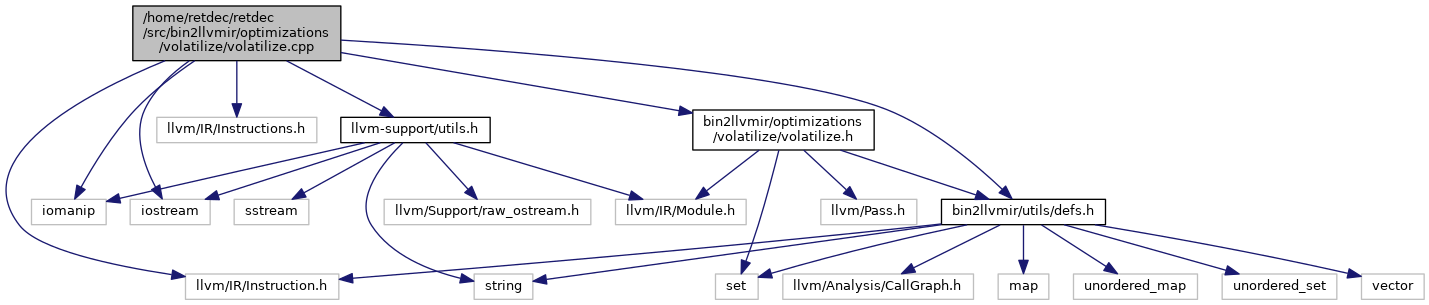 /home/retdec/retdec
/src/bin2llvmir/optimizations
/volatilize/volatilize.cpp
llvm/IR/Instructions.h
llvm-support/utils.h
bin2llvmir/optimizations
/volatilize/volatilize.h
iomanip
iostream
sstream
llvm/Support/raw_ostream.h
llvm/IR/Module.h
llvm/Pass.h
bin2llvmir/utils/defs.h
llvm/IR/Instruction.h
string
set
llvm/Analysis/CallGraph.h
map
unordered_map
unordered_set
vector